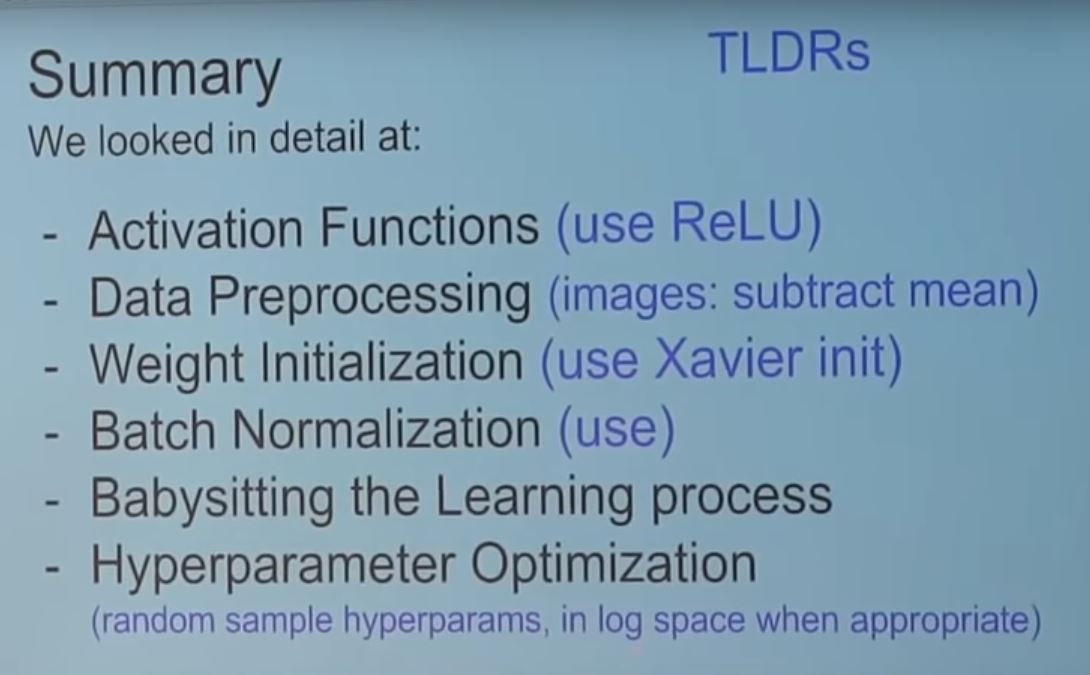 Summary
TLDRs
We looked in detail at:
- Activation Functions (use ReLU)
- Data Preprocessing (images: subtract mean)
- Weight Initialization (use Xavier init)
- Batch Normalization (use)
- Babysitting the Learning process
- Hyperparameter Optimization
(random sample hyperparams, in log space when appropriate)